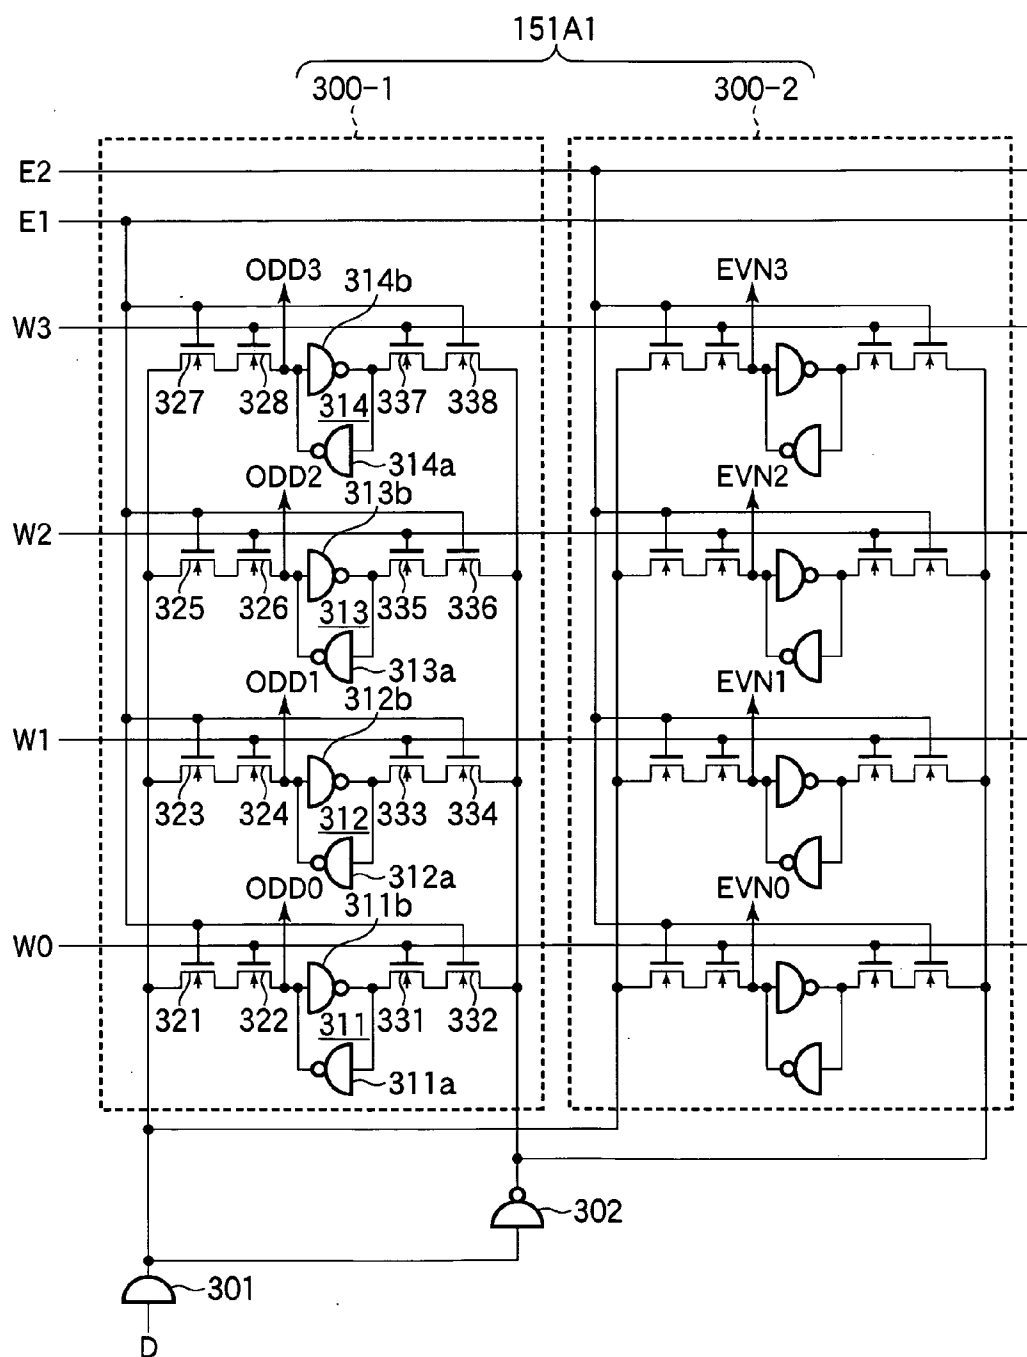 151A1
300-1 300-2
E2
E1
ODD3 314b EVN3
W3
327 328 314 337 338
314a
ODD2 313b EVN2
W2
325 326 313 335 336
313a
ODD1 312b EVN1
W1
323 324 312 333 334
312a
ODD0 311b EVN0
W0
321 322 311 331 332
311a
302
301
D